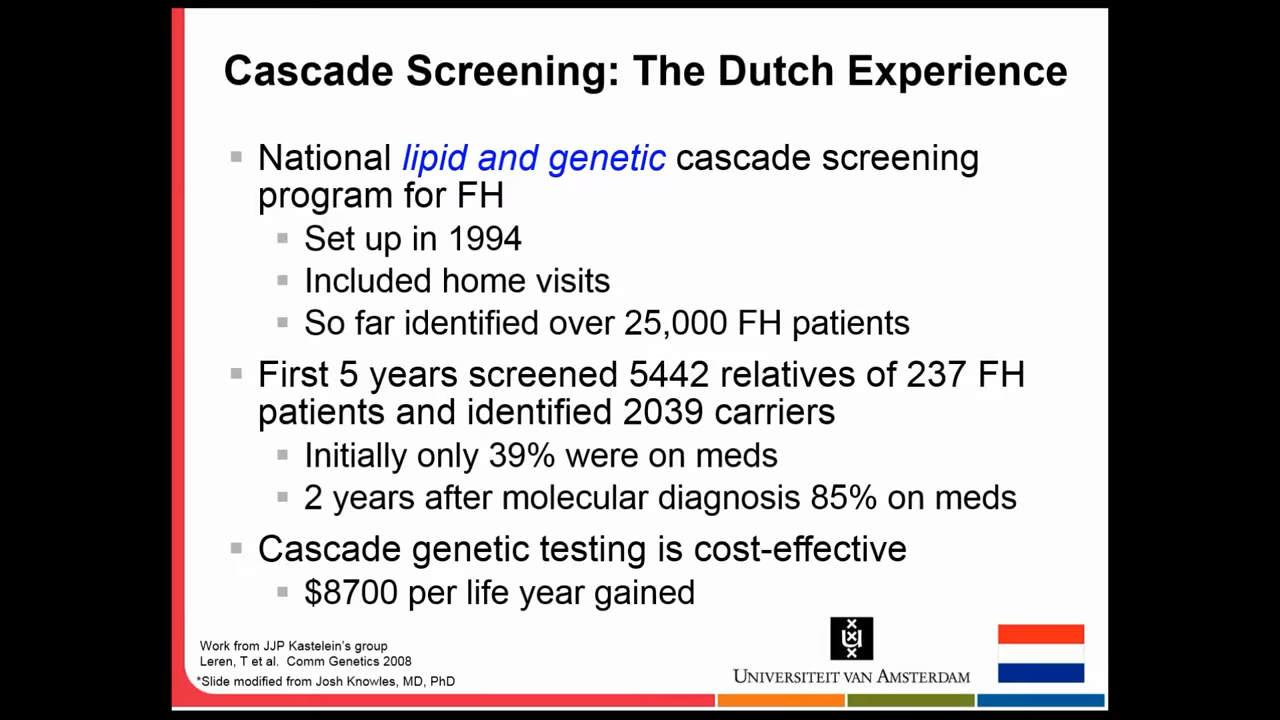 Cascade Screening: The Dutch Experience
National lipid and genetic cascade screening
program for FH
Set up in 1994
Included home visits
So far identified over 25,000 FH patients
First 5 years screened 5442 relatives of 237 FH
patients and identified 2039 carriers
Initially only 39% were on meds
2 years after molecular diagnosis 85% on meds
Cascade genetic testing is cost-effective
$8700 per life year gained
Work from JJP Kastelein's group
Leren, T et al. Comm Genetics 2008
*Slide modified from Josh Knowles, MD, PhD
UNIVERSITEIT VAN AMSTERDAM